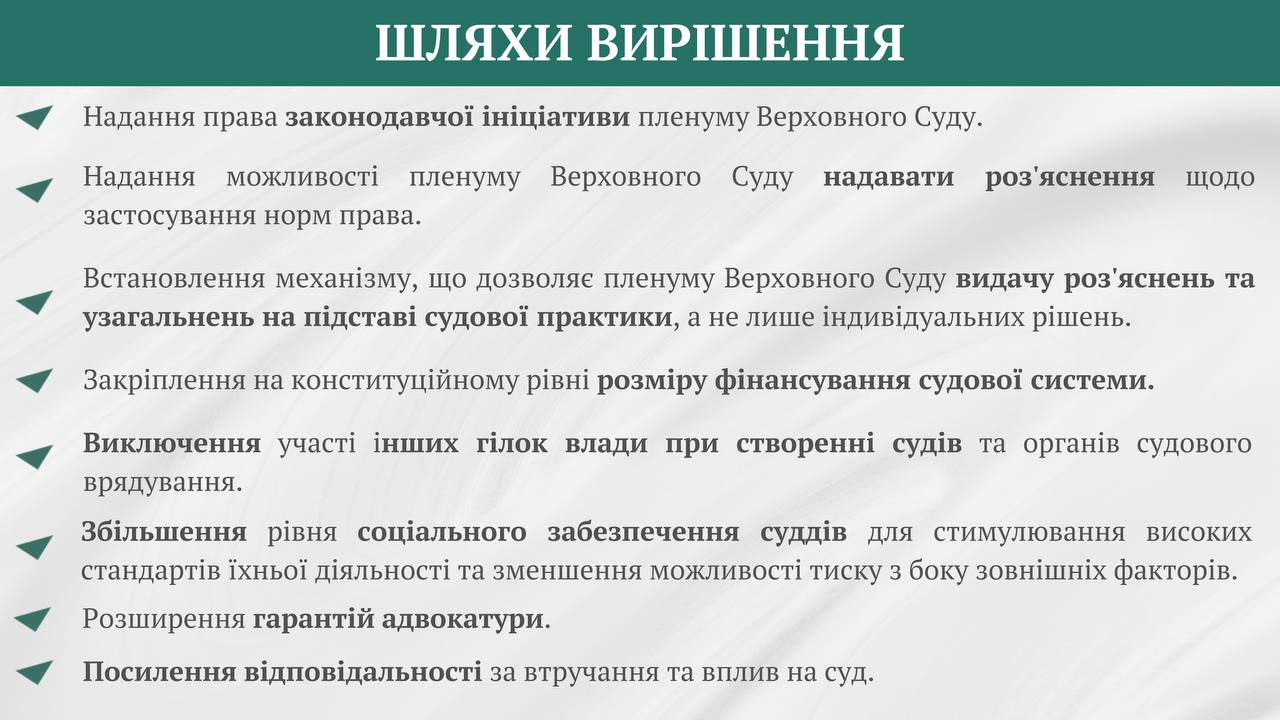 ШЛЯХИ ВИРІШЕННЯ
Надання права законодавчої ініціативи пленуму Верховного Суду.
Надання можливості пленуму Верховного Суду надавати роз'яснення щодо
застосування норм права.
Встановлення механізму, що дозволяє пленуму Верховного Суду видачу роз'яснень та
узагальнень на підставі судової практики, а не лише індивідуальних рішень.
Закріплення на конституційному рівні розміру фінансування судової системи.
Виключення участі інших гілок влади при створенні судів та органів судового
врядування.
Збільшення рівня соціального забезпечення суддів для стимулювання високих
стандартів їхньої діяльності та зменшення можливості тиску з боку зовнішніх факторів.
Розширення гарантій адвокатури.
Посилення відповідальності за втручання та вплив на суд.